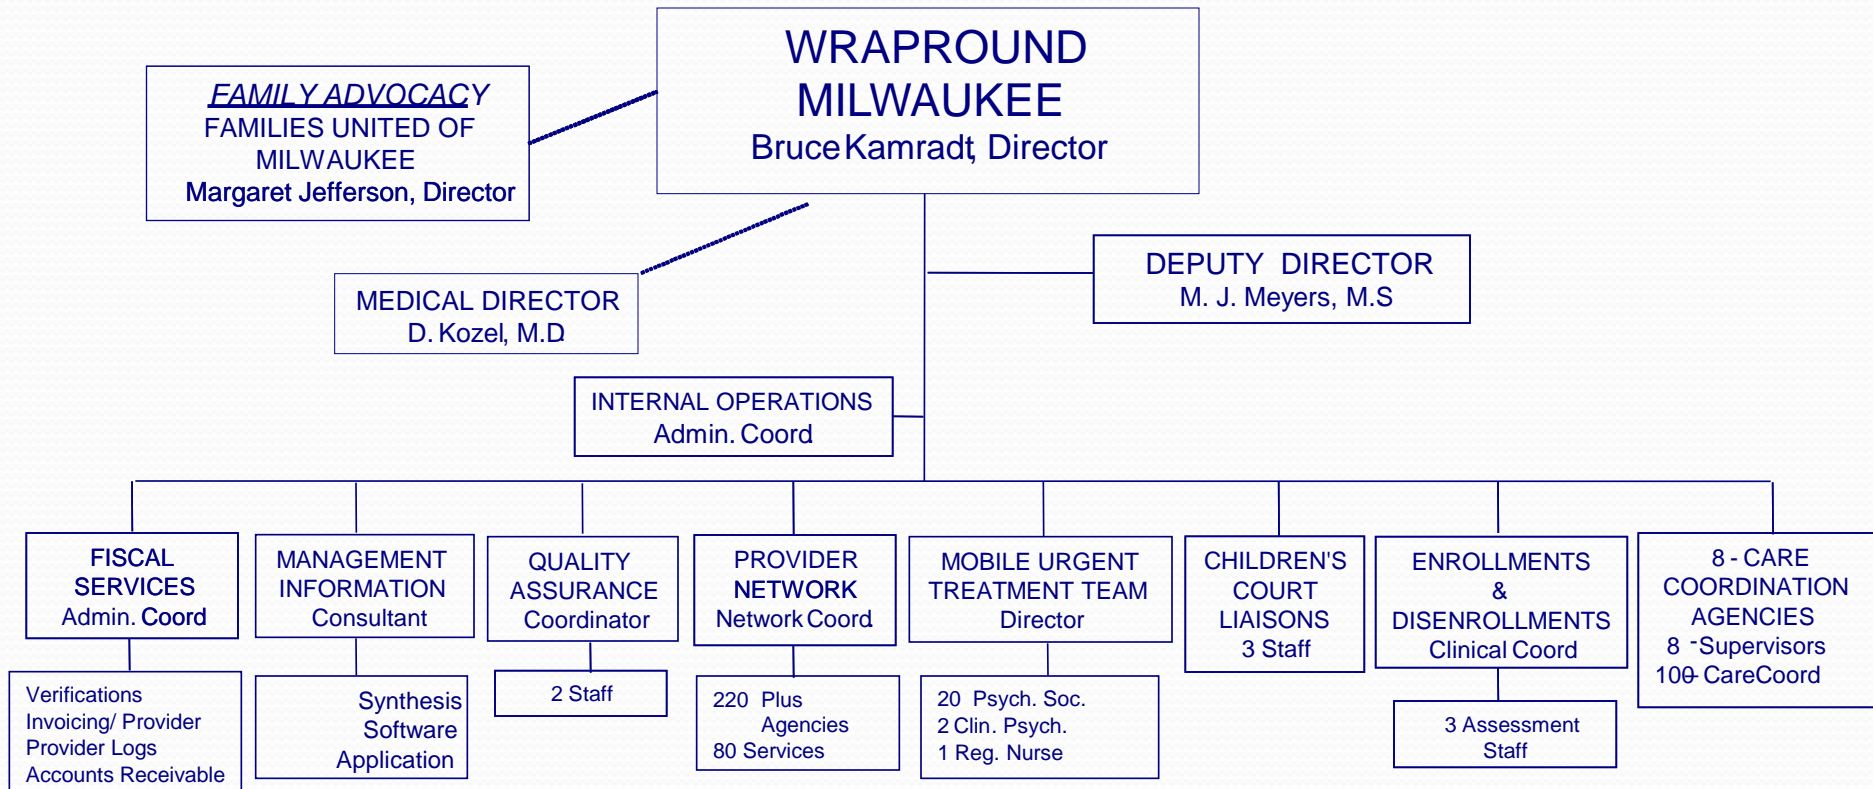 WRAPROUND
MILWAUKEE
Bruce Kamradt, Director
FAMILY ADVOCACY
FAMILIES UNITED OF
MILWAUKEE
Margaret Jefferson, Director
DEPUTY DIRECTOR
M. J. Meyers, M.S
MEDICAL DIRECTOR
D. Kozel, M.D
INTERNAL OPERATIONS
Admin. Coord
FISCAL
SERVICES
Admin. Coord
Verifications
Invoicing/ Provider
Provider Logs
Accounts Receivable
MANAGEMENT
INFORMATION
Consultant
Synthesis
Software
Application
QUALITY
ASSURANCE
Coordinator
2 Staff
PROVIDER
NETWORK
Network Coord.
220 Plus
Agencies
80 Services
MOBILE URGENT
TREATMENT TEAM
Director
20 Psych. Soc.
2 Clin. Psych.
1 Reg. Nurse
CHILDREN'S
COURT
LIAISONS
3 Staff
ENROLLMENTS
&
DISENROLLMENTS
Clinical Coord
3 Assessment
Staff
8 - CARE
COORDINATION
AGENCIES
8 -Supervisors
100- CareCoord